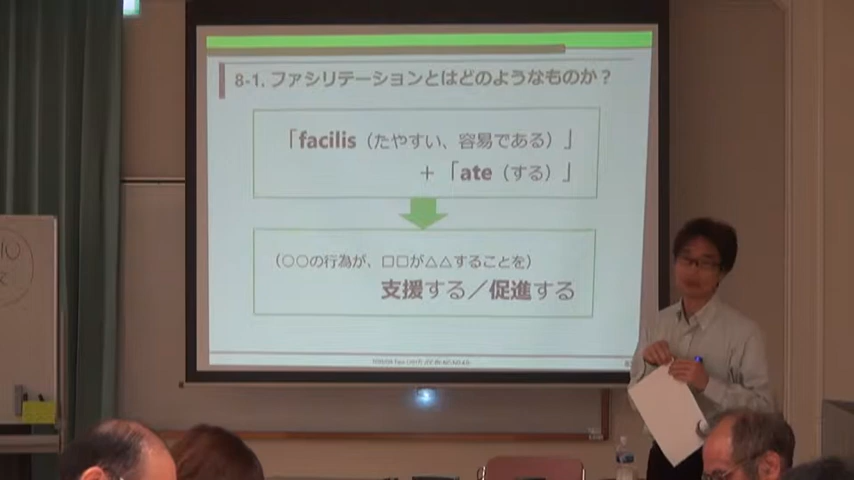 8-1. ファシリテーションとはどのようなものか？
「facilis（たやすい、容易である）」
＋「ate（する）」
（○○の行為が、□□が△△することを）
支援する／促進する